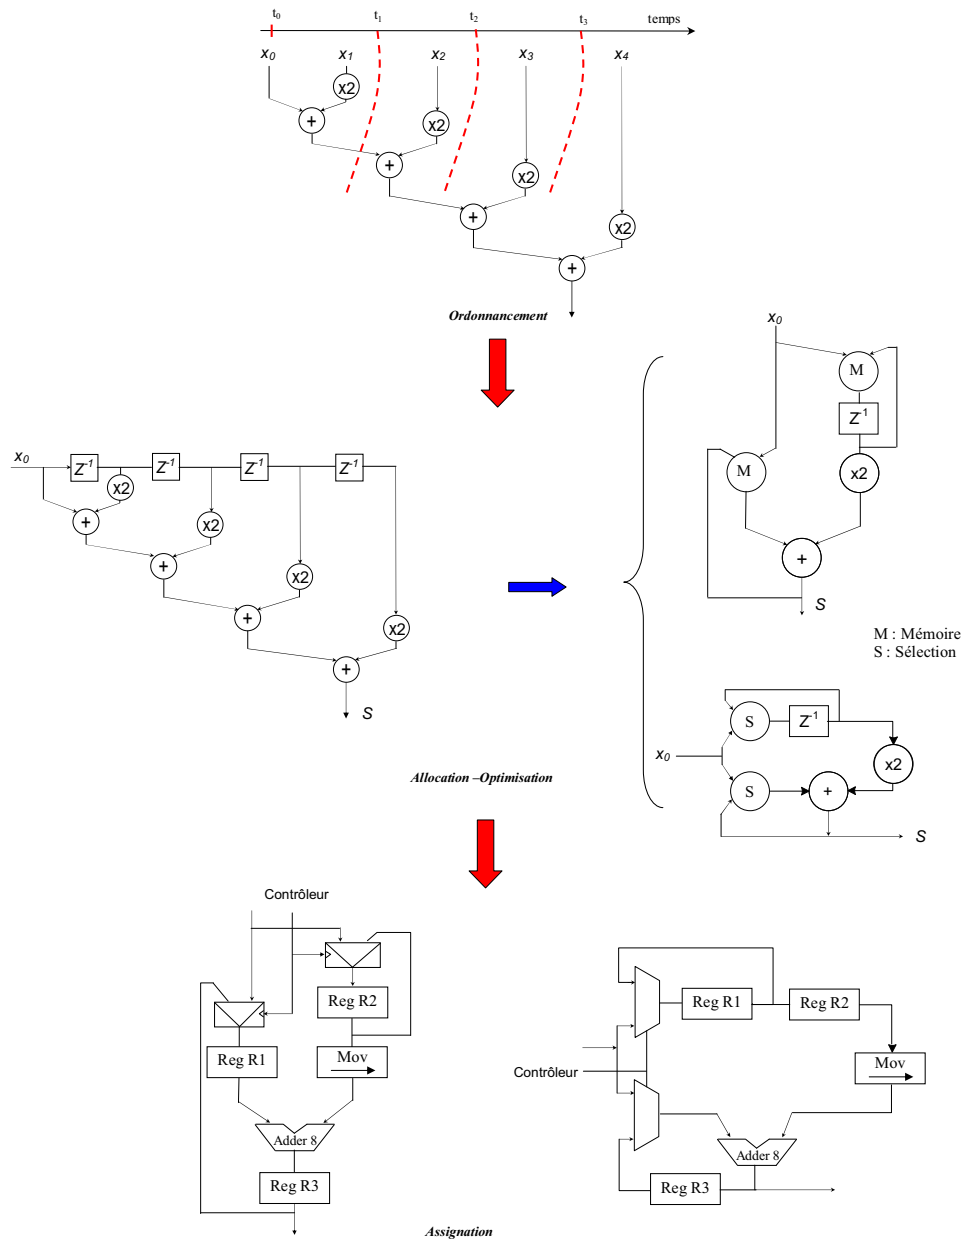 t0 t1 t2 t3 temps
x0 x1 x2 x3 x4
x2
+ x2
+ x2
+ x2
+
Ordonnancement
x0
M
Z-1
M x2
+
S
x0 Z-1 Z-1 Z-1 Z-1
x2
+ x2
+ x2
+ x2
+
S
M : Mémoire
S : Sélection
S Z-1
x0 x2
S +
S
Allocation –Optimisation
Contrôleur
Reg R2
Reg R1 Mov
Adder 8
Reg R3
Reg R1 Reg R2
Mov
Contrôleur
Adder 8
Reg R3
Assignation